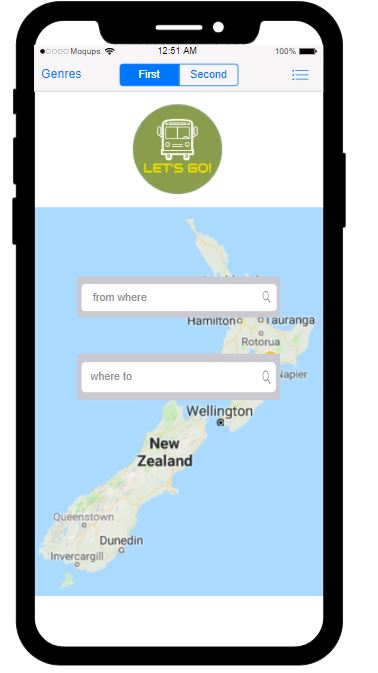 Moqups 12:51 AM 100%
Genres First Second
LET'S GO!
from where
Hamilton Tauranga
Rotorua
where to
Napier
Wellington
New
Zealand
Queenstown
Dunedin
Invercargill